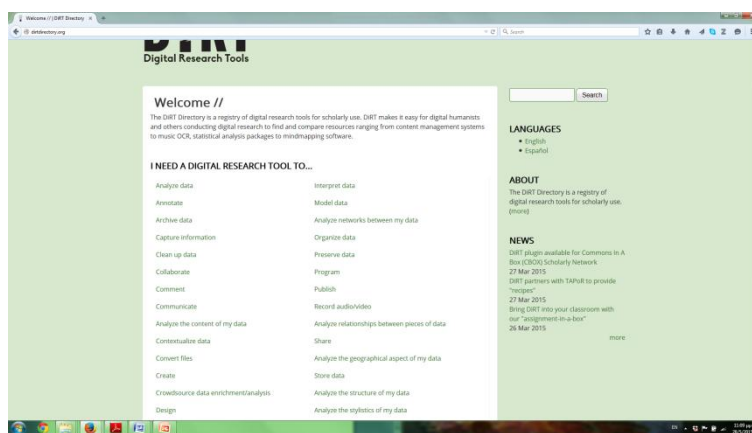 Welcome // | DiRT Directory
dirtdirectory.org
Search
DiRT
Digital Research Tools
Welcome //
The DiRT Directory is a registry of digital research tools for scholarly use. DiRT makes it easy for digital humanists
and others conducting digital research to find and compare resources ranging from content management systems
to music OCR, statistical analysis packages to mindmapping software.
I NEED A DIGITAL RESEARCH TOOL TO...
Analyze data
Annotate
Archive data
Capture information
Clean up data
Collaborate
Comment
Communicate
Analyze the content of my data
Contextualize data
Convert files
Create
Crowdsource data enrichment/analysis
Design
Interpret data
Model data
Analyze networks between my data
Organize data
Preserve data
Program
Publish
Record audio/video
Analyze relationships between pieces of data
Share
Analyze the geographical aspect of my data
Store data
Analyze the structure of my data
Analyze the stylistics of my data
Search
LANGUAGES
English
Español
ABOUT
The DiRT Directory is a registry of
digital research tools for scholarly use.
(more)
NEWS
DiRT plugin available for Commons In A
Box (CBOX) Scholarly Network
27 Mar 2015
DiRT partners with TAPoR to provide
"recipes"
27 Mar 2015
Bring DiRT into your classroom with
our "assignment-in-a-box"
26 Mar 2015
more
EN